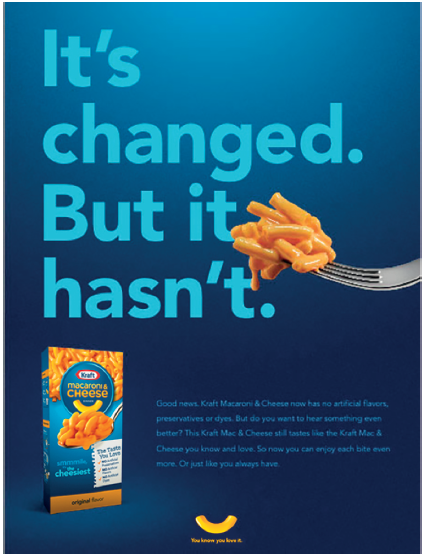 It's
changed.
But it
hasn't.
Kraft
macaroni &
CHEESE
The Taste
You Love
the
cheesiest
original flavor
Good news. Kraft Macaroni & Cheese now has no artificial flavors,
preservatives or dyes. But do you want to hear something even
better? This Kraft Mac & Cheese still tastes like the Kraft Mac &
Cheese you know and love. So now you can enjoy each bite even
more. Or just like you always have.
You know you love it.